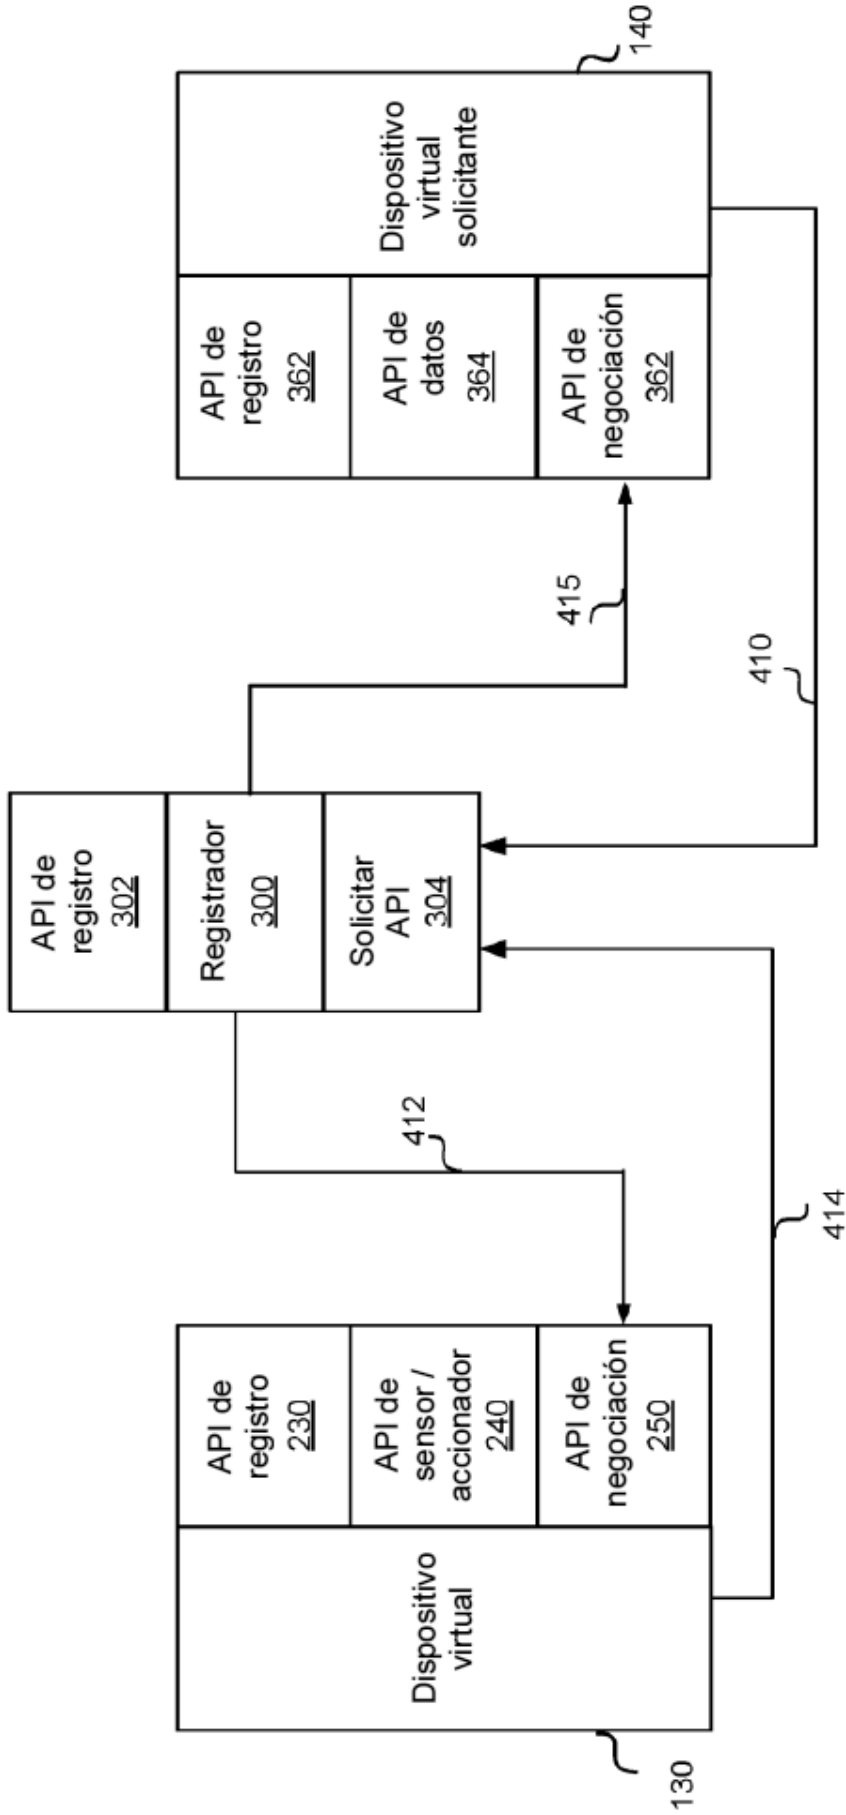 API de
registro
302
Registrador
300
Solicitar
API
304
Dispositivo
virtual
130
API de
registro
230
API de
sensor /
accionador
240
API de
negociación
250
412
414
415
410
API de
registro
362
API de
datos
364
API de
negociación
362
Dispositivo
virtual
solicitante
140